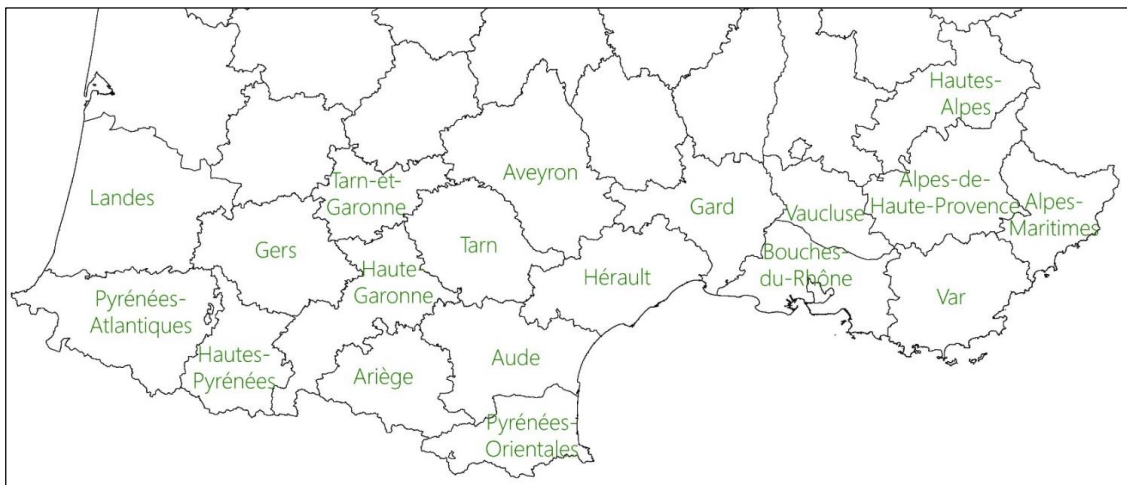 Hautes-
Alpes
Landes
Tarn-et-
Garonne
Aveyron
Gard
Vaucluse
Alpes-de-
Haute-Provence
Alpes-
Maritimes
Gers
Tarn
Haute
Garonne
Hérault
Bouches-
du-Rhône
Var
Pyrénées-
Atlantiques
Hautes-
Pyrénées
Ariège
Aude
Pyrénées-
Orientales